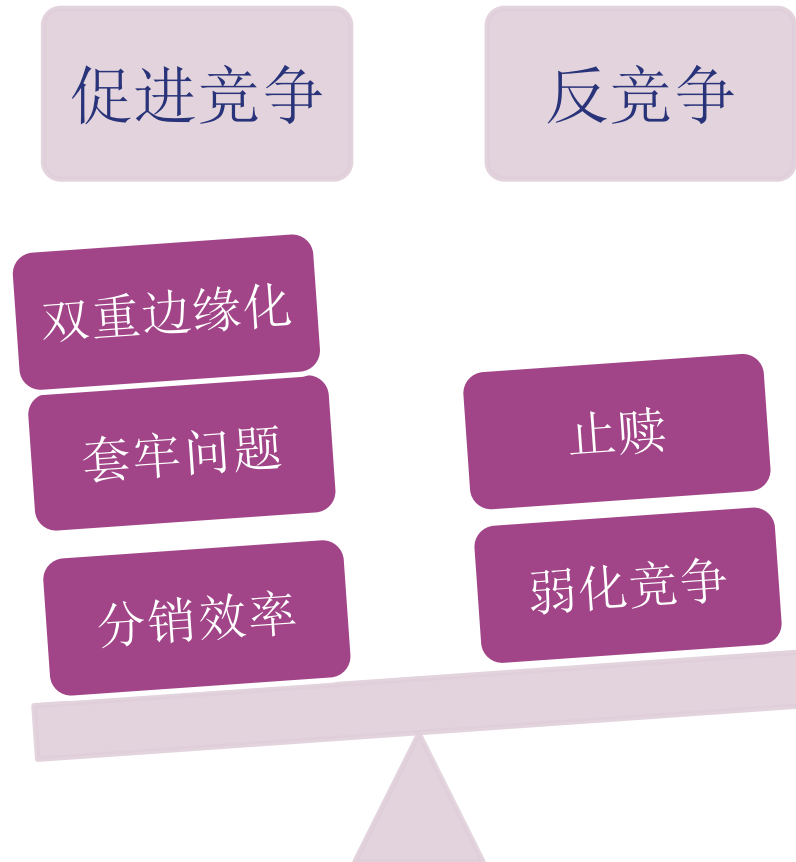 促进竞争
反竞争
双重边缘化
套牢问题
分销效率
止赎
弱化竞争